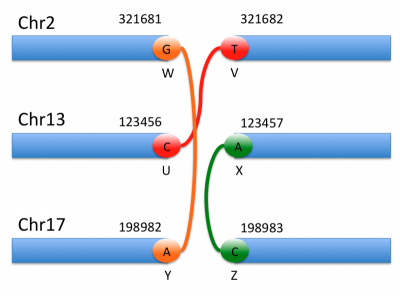 Chr2 321681 321682
G T
W V
Chr13 123456 123457
C A
U X
Chr17 198982 198983
A C
Y Z